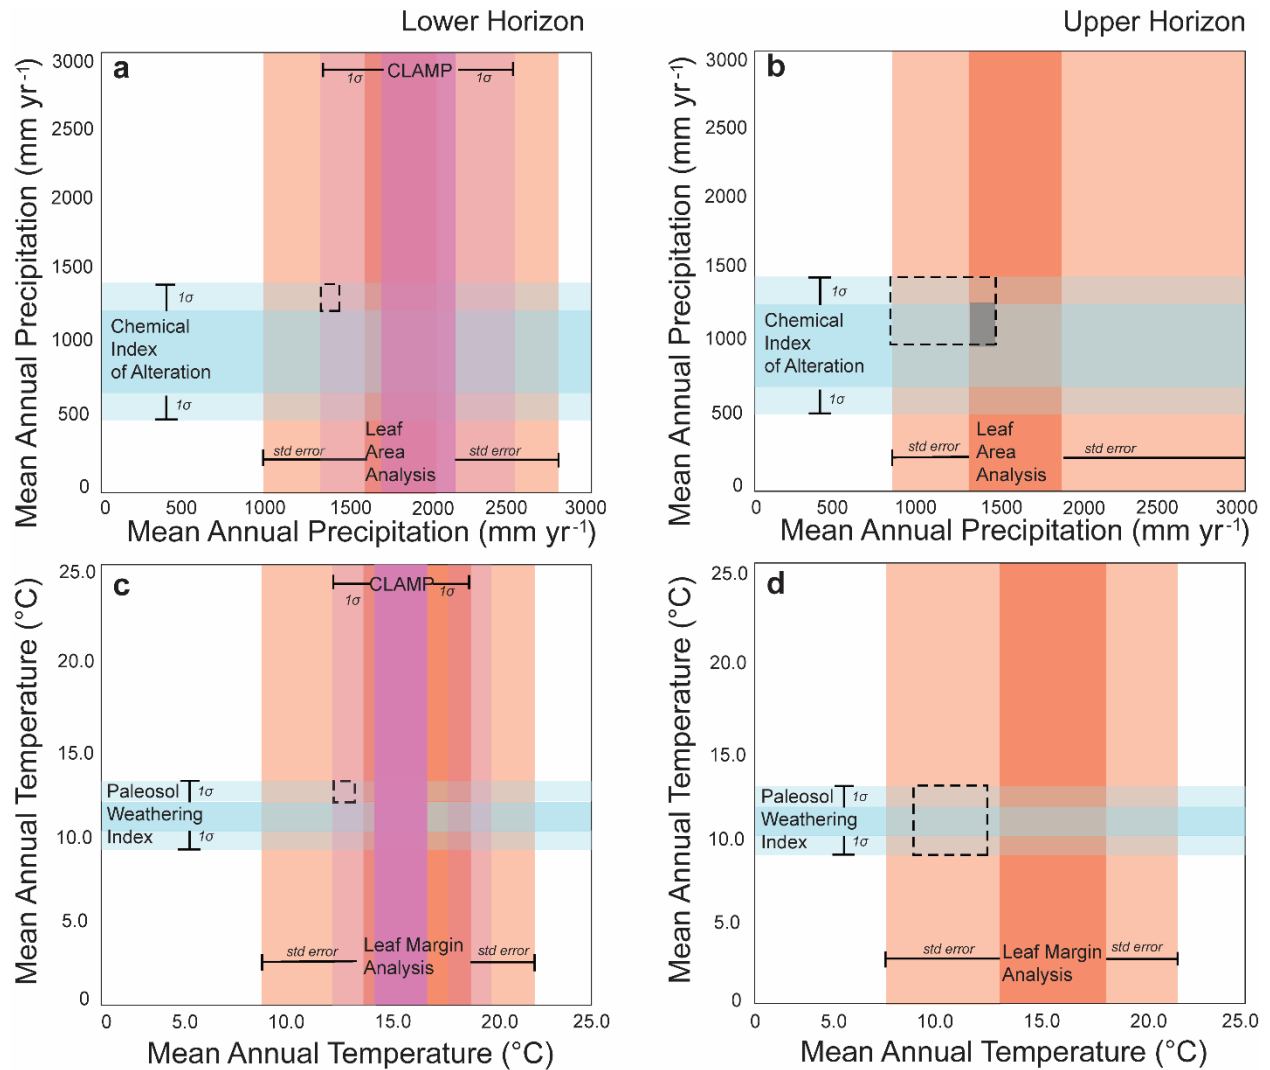 Lower Horizon
Upper Horizon
a
1σ CLAMP 1σ
Mean Annual Precipitation (mm yr-1)
3000
2500
2000
1500
1000
500
0
1σ
Chemical
Index
of Alteration
1σ
Leaf
Area
Analysis
std error
std error
0 500 1000 1500 2000 2500 3000
Mean Annual Precipitation (mm yr-1)
b
Mean Annual Precipitation (mm yr-1)
3000
2500
2000
1500
1000
500
0
1σ
Chemical
Index
of Alteration
1σ
Leaf
Area
Analysis
std error
std error
0 500 1000 1500 2000 2500 3000
Mean Annual Precipitation (mm yr-1)
c
1σ CLAMP 1σ
Mean Annual Temperature (°C)
25.0
20.0
15.0
10.0
5.0
0
Paleosol 1σ
Weathering
Index 1σ
std error
Leaf Margin
Analysis
std error
0 5.0 10.0 15.0 20.0 25.0
Mean Annual Temperature (°C)
d
Mean Annual Temperature (°C)
25.0
20.0
15.0
10.0
5.0
0
Paleosol 1σ
Weathering
Index 1σ
std error
Leaf Margin
Analysis
std error
0 5.0 10.0 15.0 20.0 25.0
Mean Annual Temperature (°C)